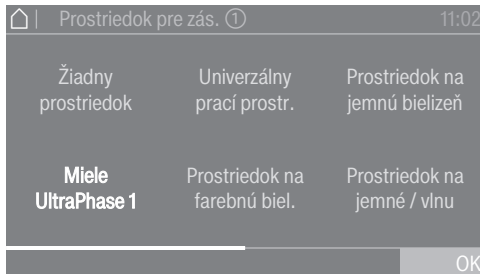 Prostriedok pre zás. ① 11:02
Žiadny prostriedok
Univerzálny prací prostr.
Prostriedok na jemnú bielizeň
Miele UltraPhase 1
Prostriedok na farebnú biel.
Prostriedok na jemné / vlnu
OK